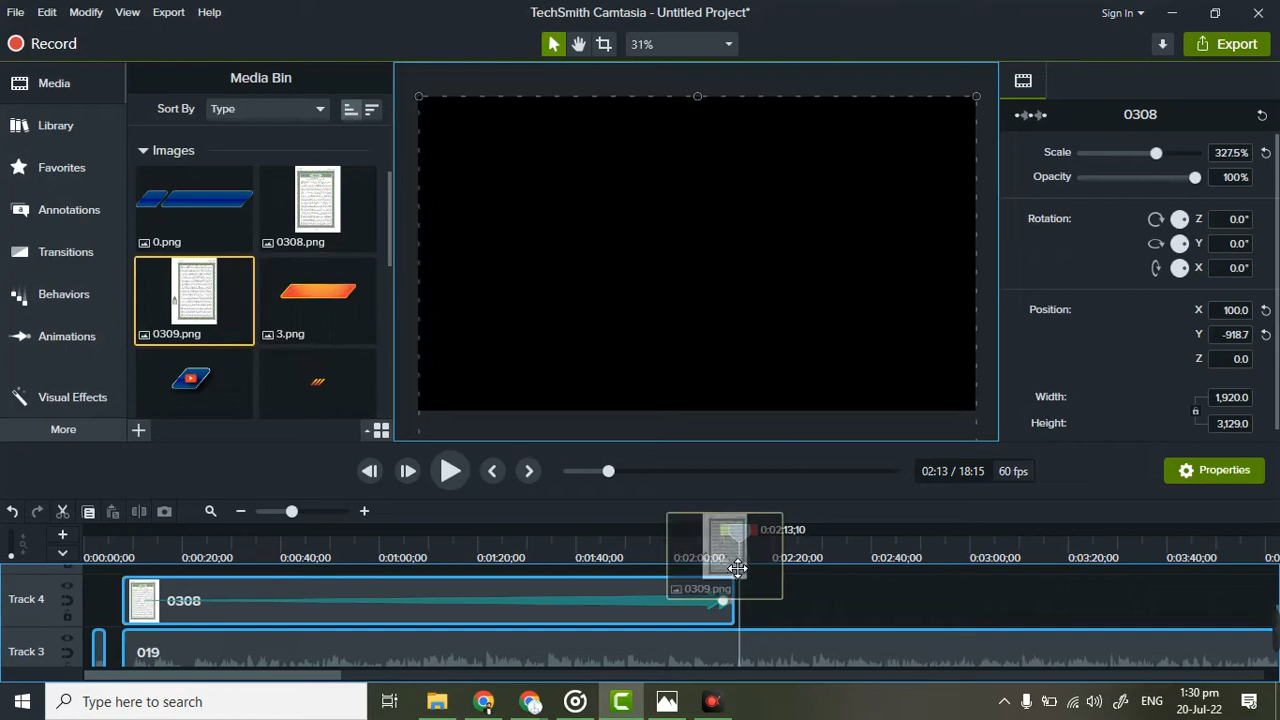 File Edit Modify View Export Help
TechSmith Camtasia - Untitled Project*
Sign In
Record
31%
Export
Media
Library
Favorites
Annotations
Transitions
Behaviors
Animations
Visual Effects
More
Media Bin
Sort By Type
Images
0.png
0308.png
0309.png
3.png
0308
Scale 327.5%
Opacity 100%
Rotation: Z 0.0°
Y 0.0°
X 0.0°
Position: X 100.0
Y -918.7
Z 0.0
Width: 1,920.0
Height: 3,129.0
02:13 / 18:15 60 fps
Properties
0:02:13;10
0:00:00;00 0:00:20;00 0:00:40;00 0:01:00;00 0:01:20;00 0:01:40;00 0:02:00;00 0:02:20;00 0:02:40;00 0:03:00;00 0:03:20;00 0:03:40;00
0309.png
4 0308
Track 3 019
Type here to search
ENG
1:30 pm
20-Jul-22